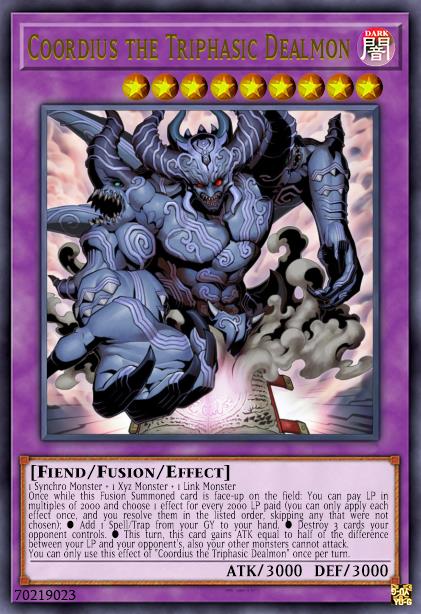 COORDIUS THE TRIPHASIC DEALMON
DARK
闇
[FIEND/FUSION/EFFECT]
1 Synchro Monster + 1 Xyz Monster + 1 Link Monster
Once while this Fusion Summoned card is face-up on the field: You can pay LP in
multiples of 2000 and choose 1 effect for every 2000 LP paid (you can only apply each
effect once, and you resolve them in the listed order, skipping any that were not
chosen); ● Add 1 Spell/Trap from your GY to your hand. ● Destroy 3 cards your
opponent controls. ● This turn, this card gains ATK equal to half of the difference
between your LP and your opponent's, also your other monsters cannot attack.
You can only use this effect of "Coordius the Triphasic Dealmon" once per turn.
ATK/3000 DEF/3000
70219023